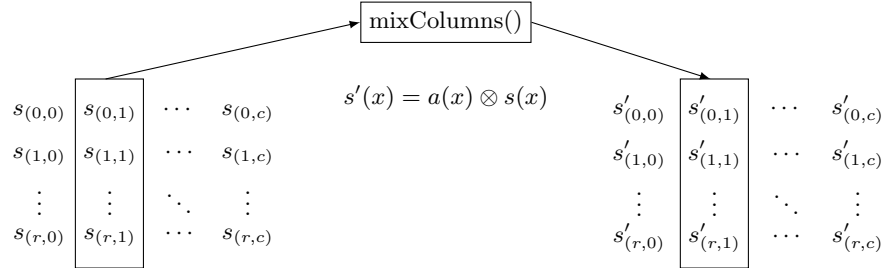 mixColumns()
s′(x) = a(x) ⊗ s(x)
s(0,0) s(0,1) ⋯ s(0,c)
s(1,0) s(1,1) ⋯ s(1,c)
⋮ ⋮ ⋱ ⋮
s(r,0) s(r,1) ⋯ s(r,c)
s′(0,0) s′(0,1) ⋯ s′(0,c)
s′(1,0) s′(1,1) ⋯ s′(1,c)
⋮ ⋮ ⋱ ⋮
s′(r,0) s′(r,1) ⋯ s′(r,c)